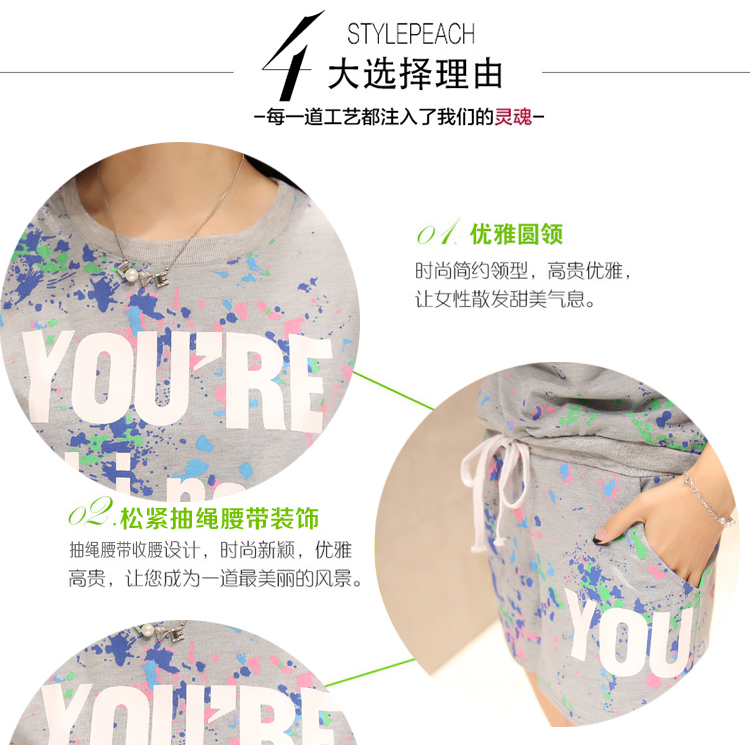 STYLEPEACH
4大选择理由
–每一道工艺都注入了我们的灵魂–
01. 优雅圆领
时尚简约领型，高贵优雅，
让女性散发甜美气息。
YOU'RE
02.松紧抽绳腰带装饰
抽绳腰带收腰设计，时尚新颖，优雅
高贵，让您成为一道最美丽的风景。
YOU
YOU'RE